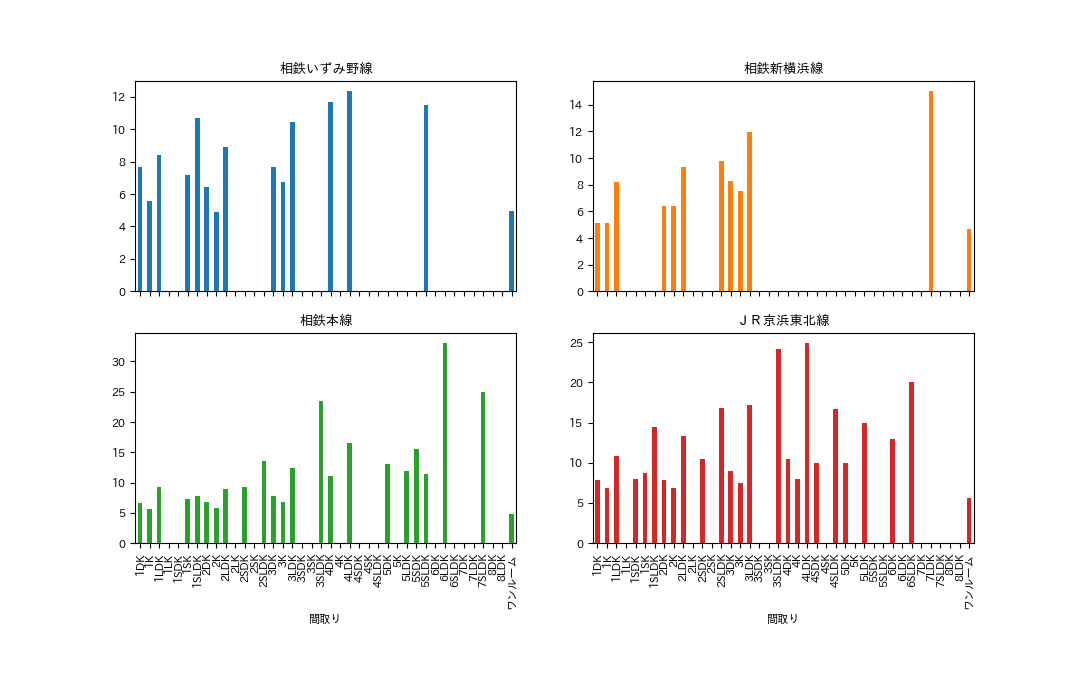 相鉄いずみ野線
12
10
8
6
4
2
0
相鉄新横浜線
14
12
10
8
6
4
2
0
相鉄本線
30
25
20
15
10
5
0
1DK
1K
1LDK
1LK
1SDK
1SK
1SLDK
2DK
2K
2LDK
2LK
2SDK
2SK
2SLDK
3DK
3K
3LDK
3SDK
3SK
3SLDK
4DK
4K
4LDK
4SDK
4SK
4SLDK
5DK
5K
5LDK
5SDK
5SLDK
6DK
6LDK
6SLDK
7DK
7LDK
7SLDK
8DK
8LDK
ワンルーム
間取り
ＪＲ京浜東北線
25
20
15
10
5
0
1DK
1K
1LDK
1LK
1SDK
1SK
1SLDK
2DK
2K
2LDK
2LK
2SDK
2SK
2SLDK
3DK
3K
3LDK
3SDK
3SK
3SLDK
4DK
4K
4LDK
4SDK
4SK
4SLDK
5DK
5K
5LDK
5SDK
5SLDK
6DK
6LDK
6SLDK
7DK
7LDK
7SLDK
8DK
8LDK
ワンルーム
間取り